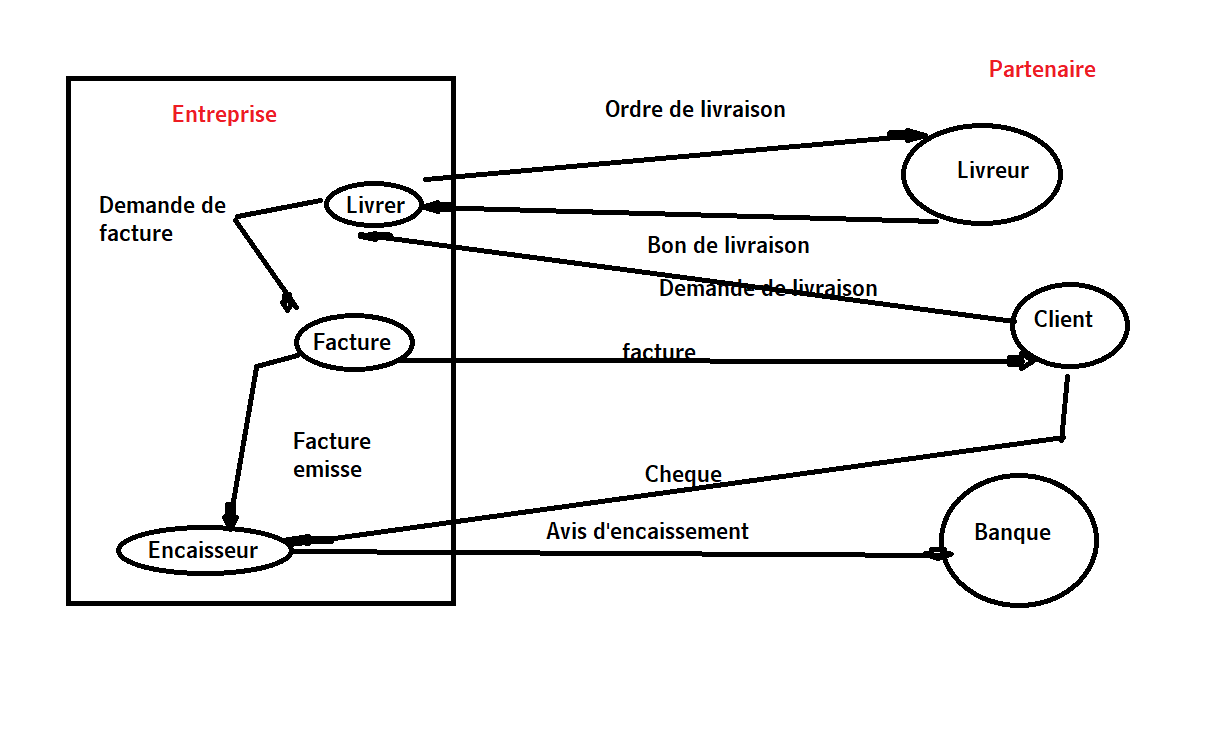 Partenaire
Entreprise
Ordre de livraison
Livreur
Livrer
Demande de
facture
Bon de livraison
Demande de livraison
Client
Facture
facture
Facture
emisse
Cheque
Avis d'encaissement
Banque
Encaisseur